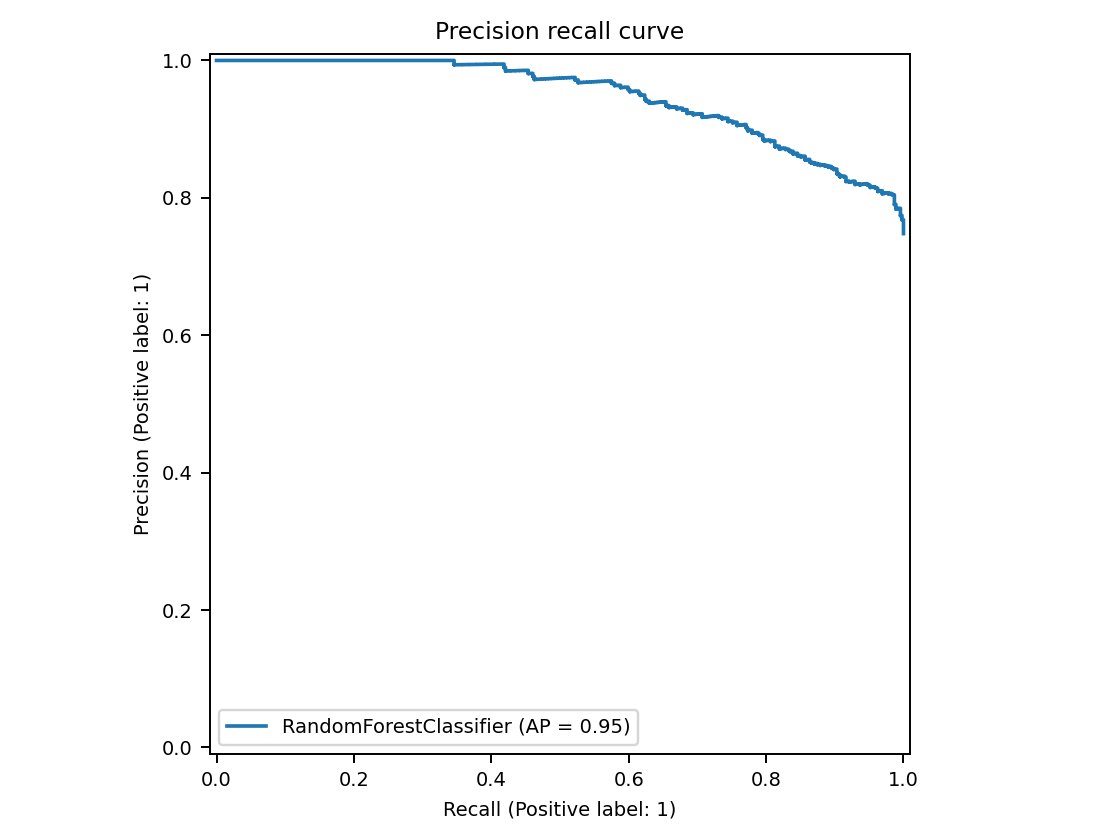 Precision recall curve
1.0
0.8
0.6
0.4
0.2
0.0
Precision (Positive label: 1)
RandomForestClassifier (AP = 0.95)
0.0 0.2 0.4 0.6 0.8 1.0
Recall (Positive label: 1)